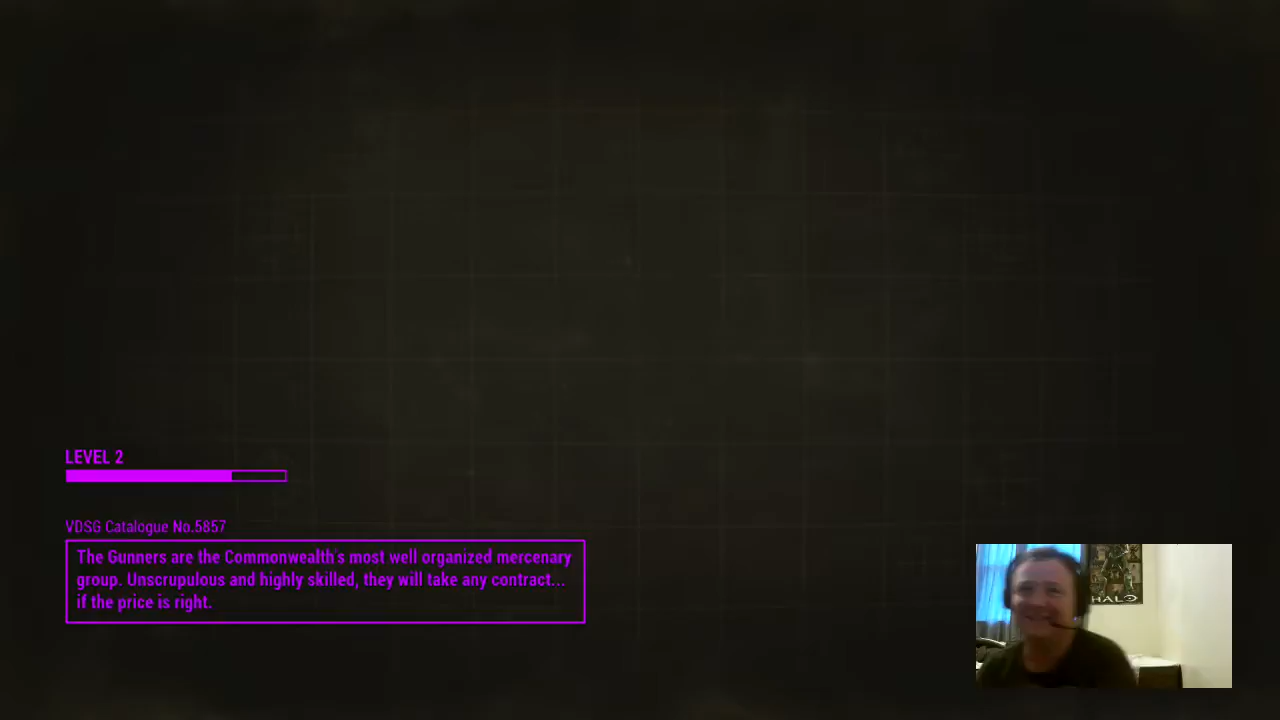 LEVEL 2
VDSG Catalogue No.5857
The Gunners are the Commonwealth's most well organized mercenary
group. Unscrupulous and highly skilled, they will take any contract...
if the price is right.
HALO